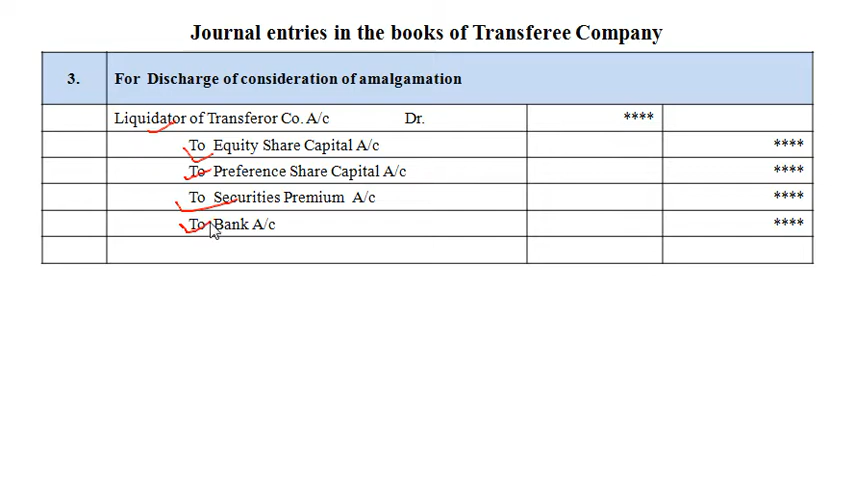 Journal entries in the books of Transferee Company
3. For Discharge of consideration of amalgamation
Liquidator of Transferor Co. A/c Dr. ****
To Equity Share Capital A/c ****
To Preference Share Capital A/c ****
To Securities Premium A/c ****
To Bank A/c ****